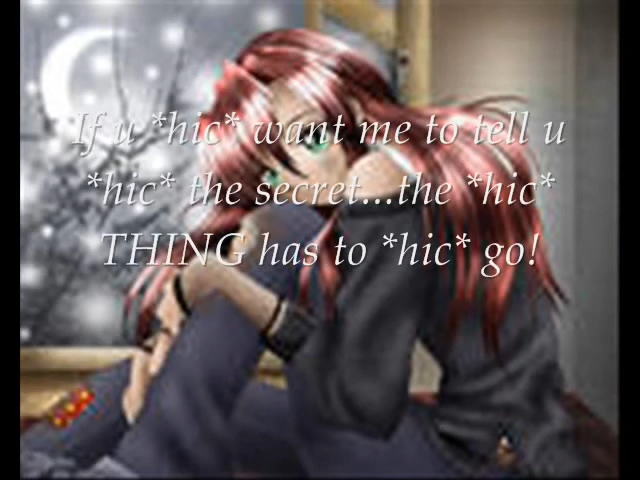 If u *hic* want me to tell u
*hic* the secret...the *hic*
THING has to *hic* go!